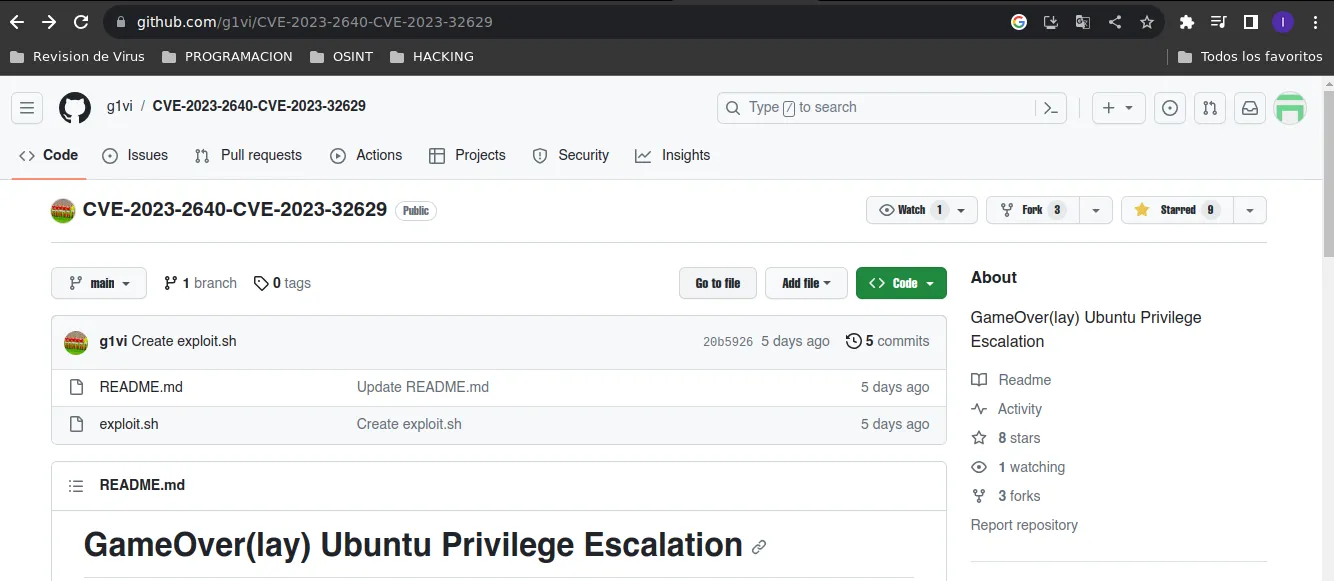 github.com/g1vi/CVE-2023-2640-CVE-2023-32629
Revision de Virus PROGRAMACION OSINT HACKING Todos los favoritos
g1vi / CVE-2023-2640-CVE-2023-32629 Type / to search
Code Issues Pull requests Actions Projects Security Insights
CVE-2023-2640-CVE-2023-32629 Public Watch 1 Fork 3 Starred 9
main 1 branch 0 tags Go to file Add file Code
g1vi Create exploit.sh 20b5926 5 days ago 5 commits
README.md Update README.md 5 days ago
exploit.sh Create exploit.sh 5 days ago
README.md
GameOver(lay) Ubuntu Privilege Escalation
About
GameOver(lay) Ubuntu Privilege
Escalation
Readme
Activity
8 stars
1 watching
3 forks
Report repository